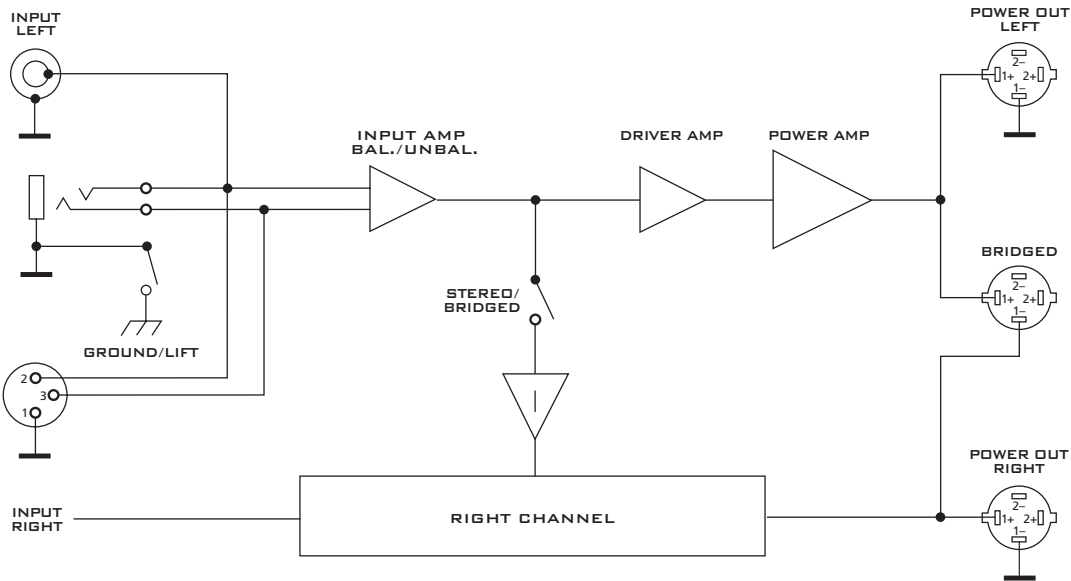 INPUT
LEFT
POWER OUT
LEFT
2–
1+ 2+
1–
INPUT AMP
BAL./UNBAL.
DRIVER AMP
POWER AMP
BRIDGED
2–
1+ 2+
1–
STEREO/
BRIDGED
GROUND/LIFT
2
3
1
–
POWER OUT
RIGHT
2–
1+ 2+
1–
INPUT
RIGHT
RIGHT CHANNEL